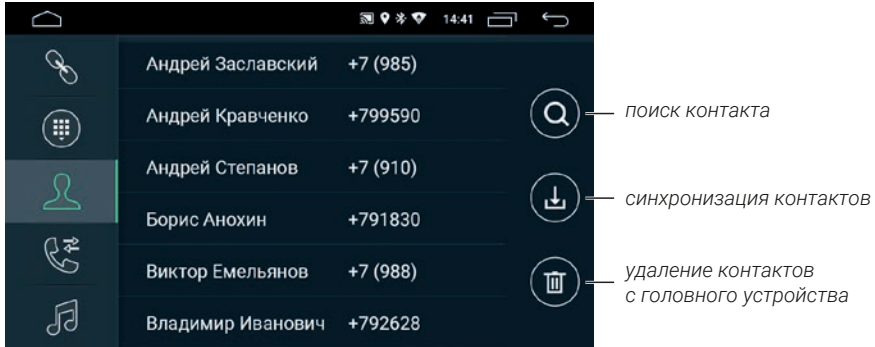 14:41
Андрей Заславский +7 (985)
Андрей Кравченко +799590
Андрей Степанов +7 (910)
Борис Анохин +791830
Виктор Емельянов +7 (988)
Владимир Иванович +792628
поиск контакта
синхронизация контактов
удаление контактов
с головного устройства